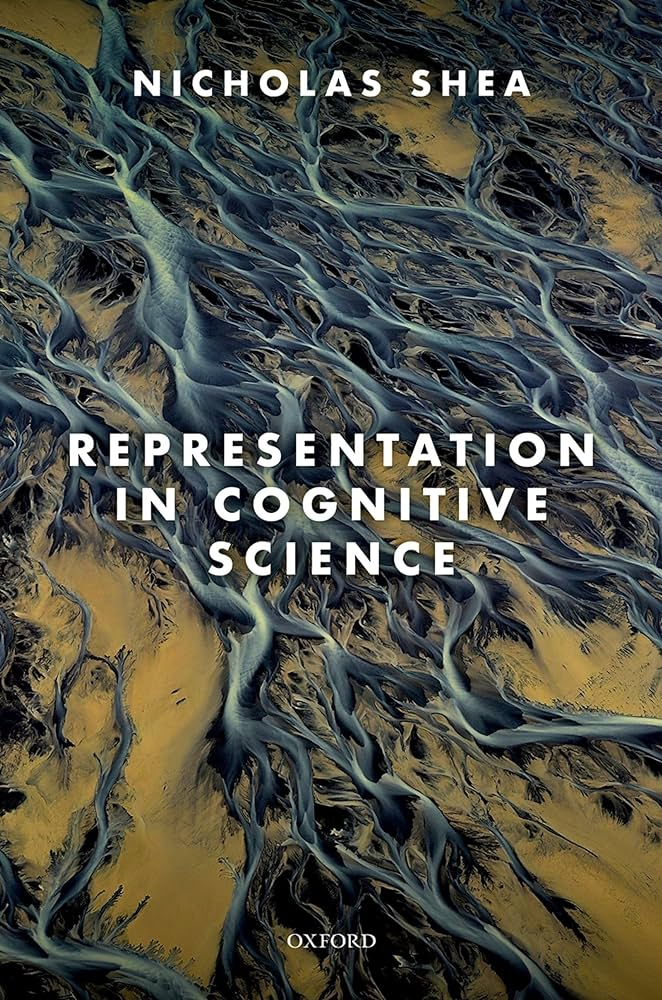 NICHOLAS SHEA
REPRESENTATION
IN COGNITIVE
SCIENCE
OXFORD